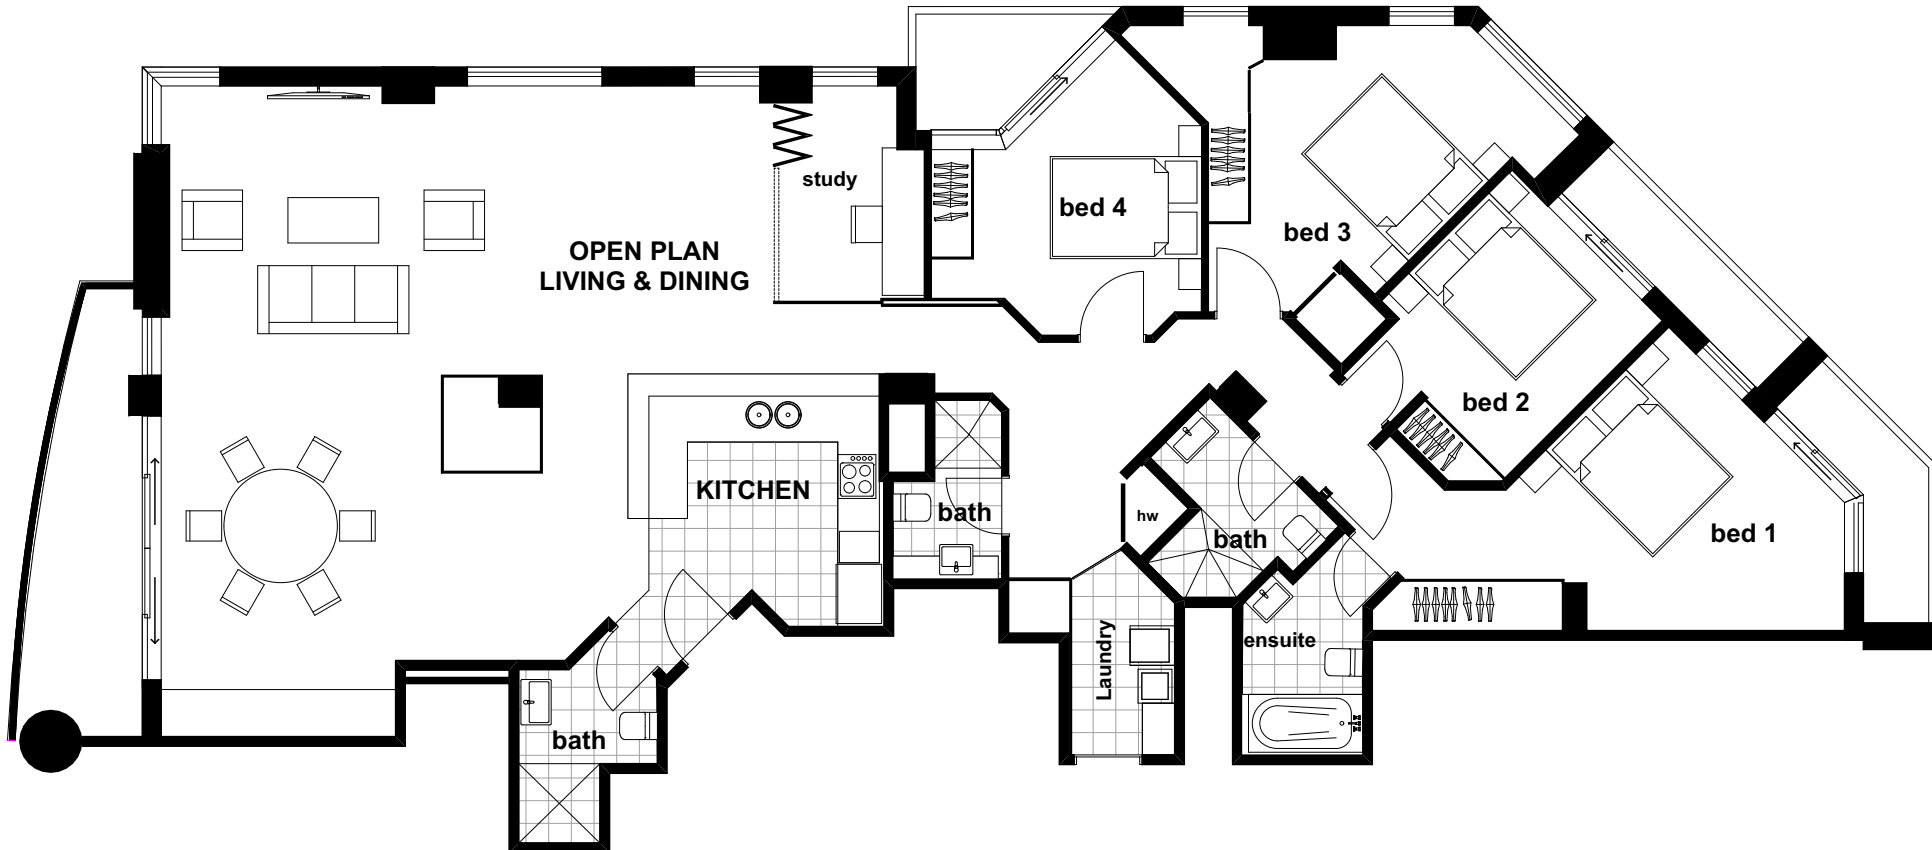 study
OPEN PLAN
LIVING & DINING
bed 4
bed 3
bed 2
bed 1
KITCHEN
bath
hw
bath
ensuite
Laundry
bath